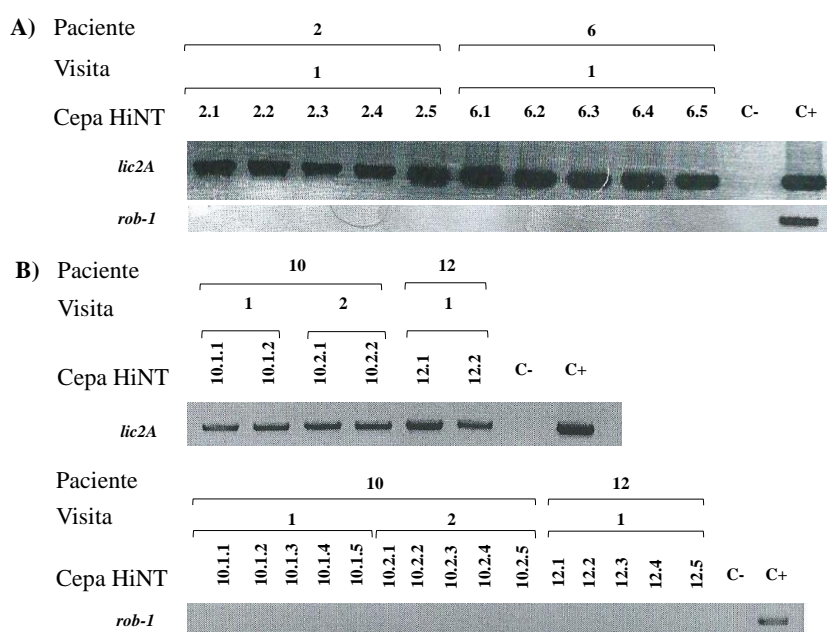 A) Paciente 2 6
Visita 1 1
Cepa HiNT 2.1 2.2 2.3 2.4 2.5 6.1 6.2 6.3 6.4 6.5 C- C+
lic2A
rob-1
B) Paciente 10 12
Visita 1 2 1
Cepa HiNT 10.1.1 10.1.2 10.2.1 10.2.2 12.1 12.2 C- C+
lic2A
Paciente 10 12
Visita 1 2 1
Cepa HiNT 10.1.1 10.1.2 10.1.3 10.1.4 10.1.5 10.2.1 10.2.2 10.2.3 10.2.4 10.2.5 12.1 12.2 12.3 12.4 12.5 C- C+
rob-1